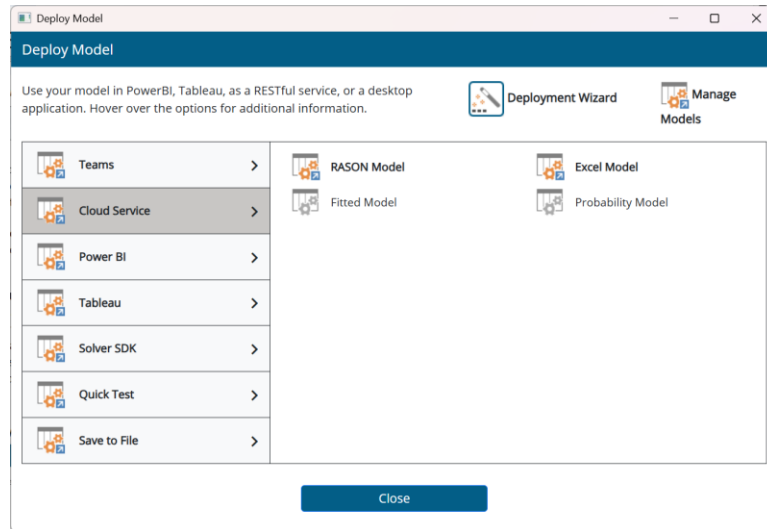 Deploy Model
Deploy Model
Use your model in PowerBI, Tableau, as a RESTful service, or a desktop
application. Hover over the options for additional information.
Deployment Wizard
Manage
Models
Teams
Cloud Service
Power BI
Tableau
Solver SDK
Quick Test
Save to File
RASON Model
Excel Model
Fitted Model
Probability Model
Close